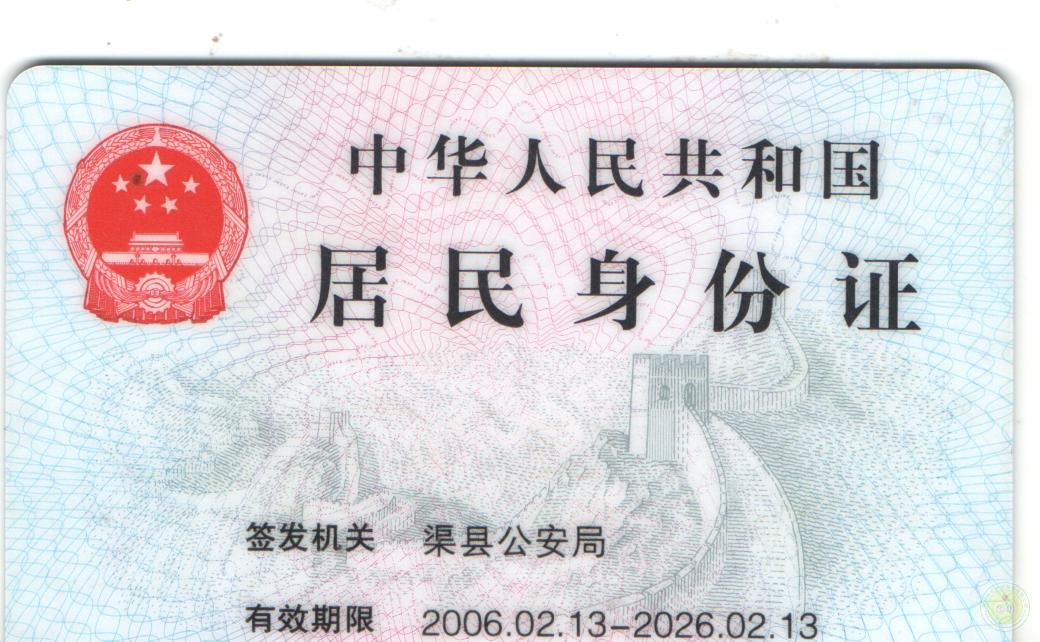 中华人民共和国
居民身份证
签发机关 渠县公安局
有效期限 2006.02.13-2026.02.13